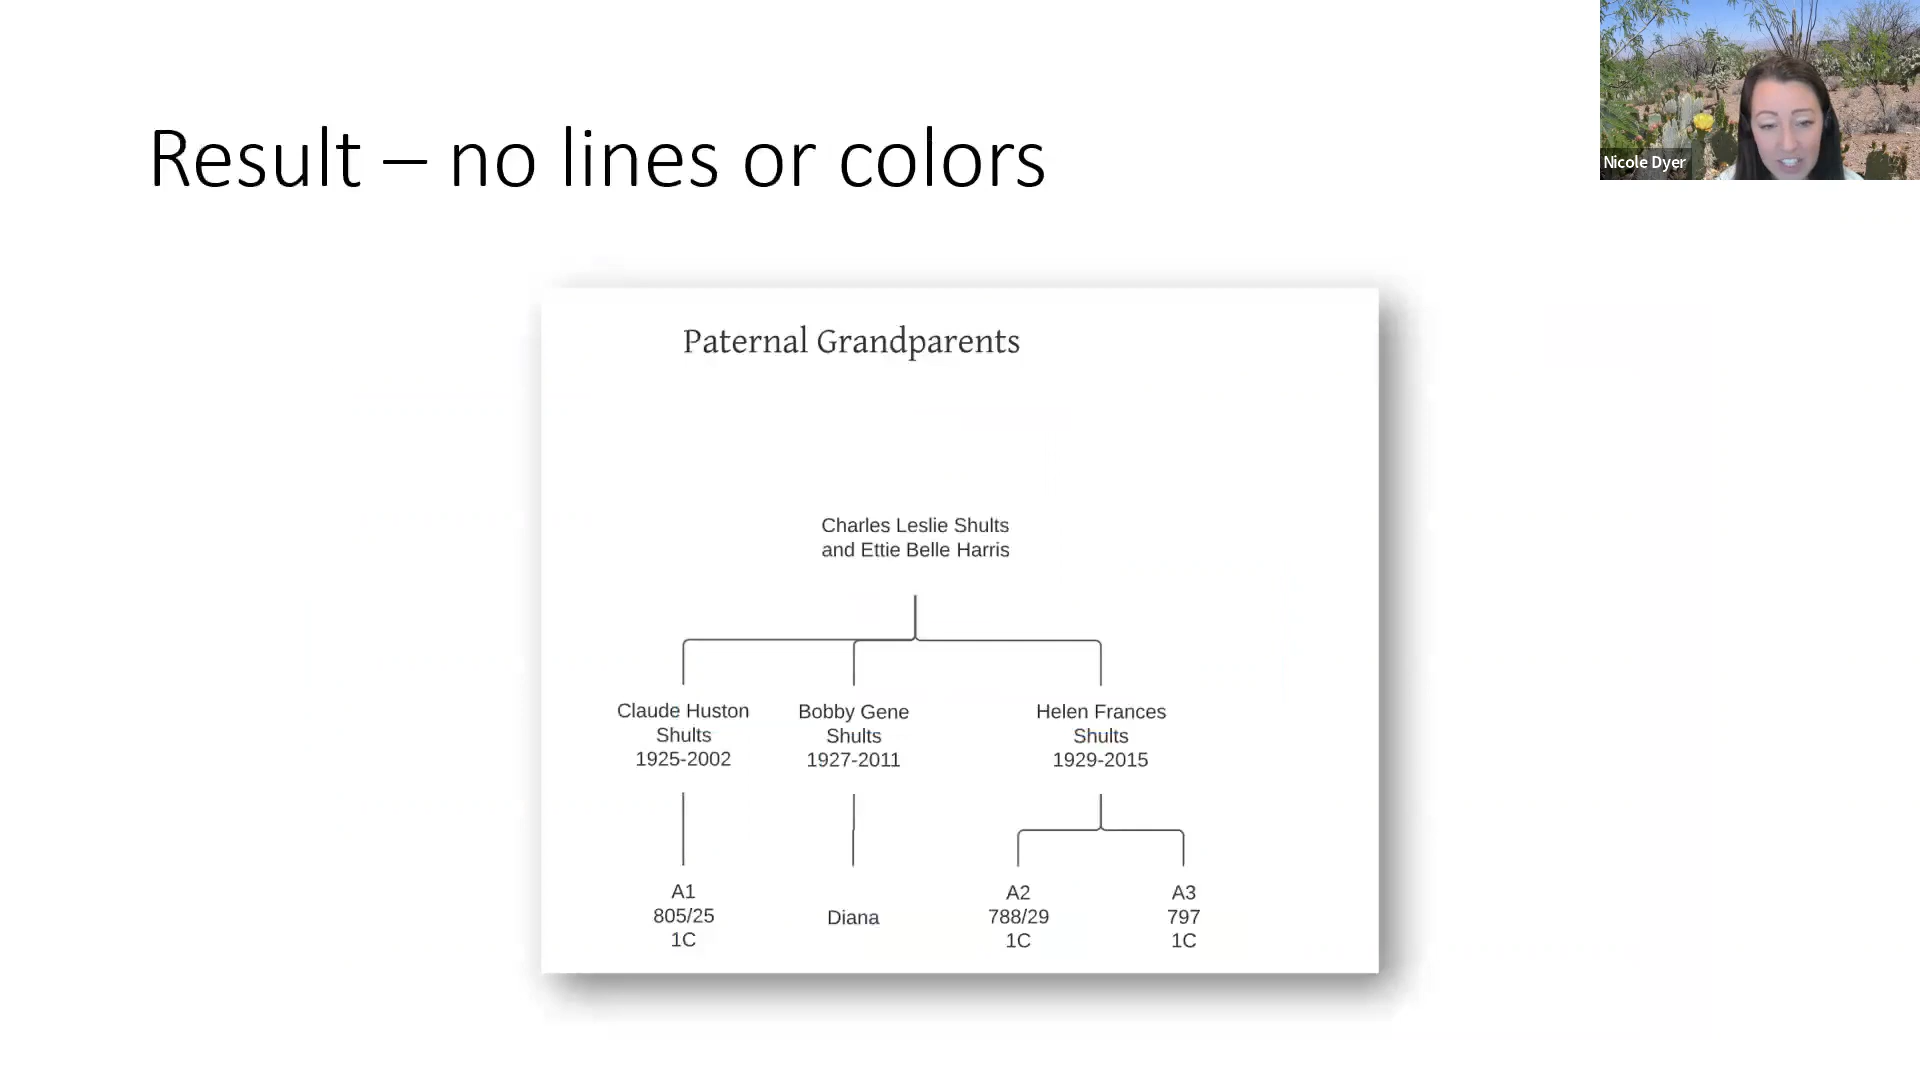 Result – no lines or colors
Nicole Dyer
Paternal Grandparents
Charles Leslie Shults
and Ettie Belle Harris
Claude Huston
Shults
1925-2002
Bobby Gene
Shults
1927-2011
Helen Frances
Shults
1929-2015
A1
805/25
1C
Diana
A2
788/29
1C
A3
797
1C